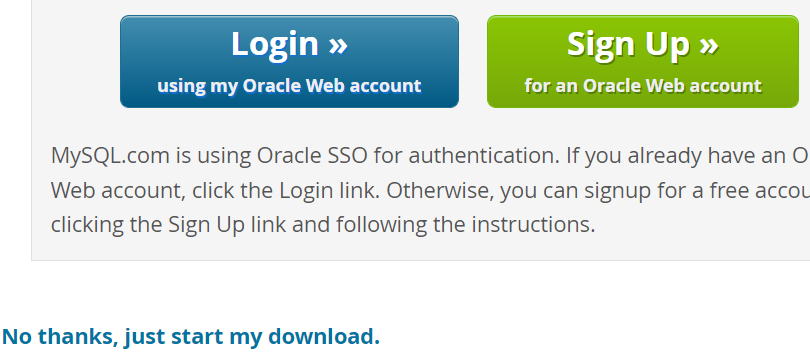 Login »
using my Oracle Web account
Sign Up »
for an Oracle Web account
MySQL.com is using Oracle SSO for authentication. If you already have an O
Web account, click the Login link. Otherwise, you can signup for a free accou
clicking the Sign Up link and following the instructions.
No thanks, just start my download.